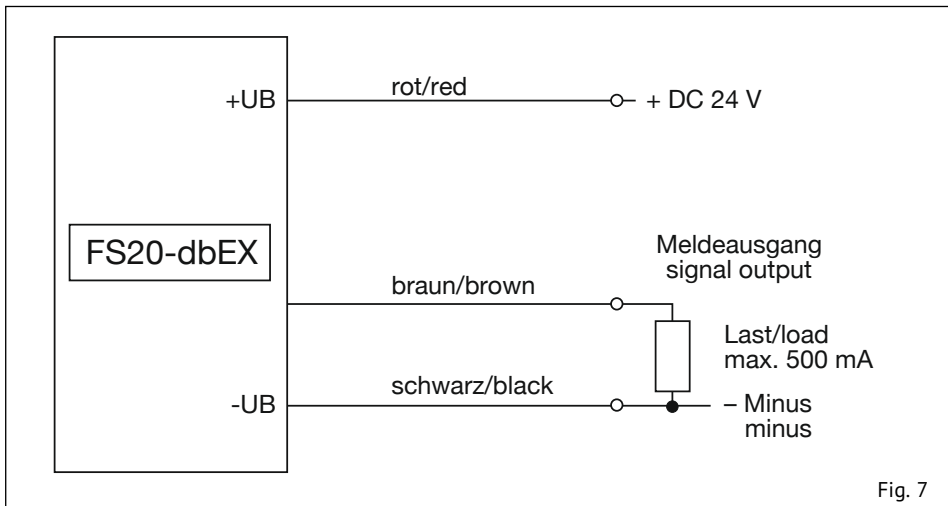 rot/red
+UB
+ DC 24 V
FS20-dbEX
Meldeausgang
signal output
braun/brown
Last/load
max. 500 mA
schwarz/black
-UB
– Minus
minus
Fig. 7